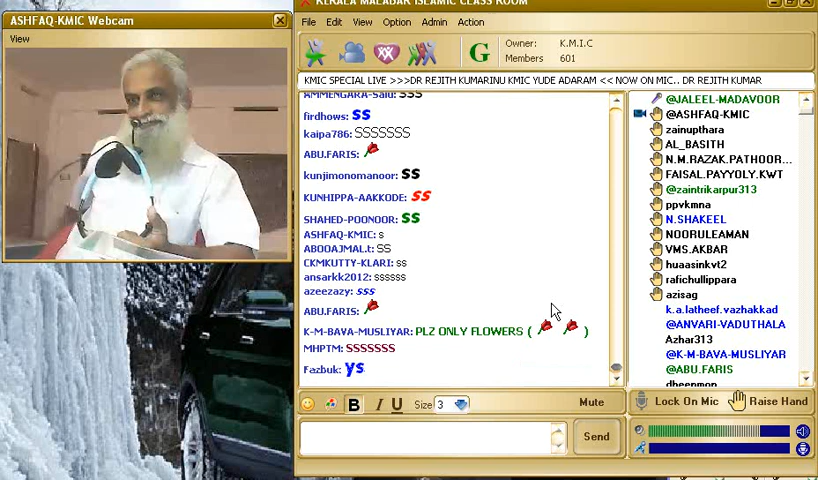 ASHFAQ-KMIC Webcam
View
KERALA MALABAR ISLAMIC CLASS ROOM
File Edit View Option Admin Action
G
Owner: K.M.I.C
Members 601
KMIC SPECIAL LIVE >>>DR REJITH KUMARINU KMIC YUDE ADARAM << NOW ON MIC.. DR REJITH KUMAR
AMMENGARA-Salu: SSS
firdhows: SS
kaipa786: SSSSSSS
ABU.FARIS:
kunjimonomanoor: SS
KUNHIPPA-AAKKODE: SS
SHAHED-POONOOR: SS
ASHFAQ-KMIC: s
ABOOAJMAL.t: SS
CKMKUTTY-KLARI: ss
ansarkk2012: ssssss
azeezazy: sss
ABU.FARIS:
K-M-BAVA-MUSLIYAR: PLZ ONLY FLOWERS ( )
MHPTM: SSSSSSS
Fazbuk: ys
@JALEEL-MADAVOOR
@ASHFAQ-KMIC
zainupthara
AL_BASITH
N.M.RAZAK.PATHOOR...
FAISAL.PAYYOLY.KWT
@zaintrikarpur313
ppvkmna
N.SHAKEEL
NOORULEAMAN
VMS.AKBAR
huaasinkvt2
rafichullippara
azisag
k.a.latheef.vazhakkad
@ANVARI-VADUTHALA
Azhar313
@K-M-BAVA-MUSLIYAR
@ABU.FARIS
dheenmon
B I U Size 3 Mute
Lock On Mic Raise Hand
Send